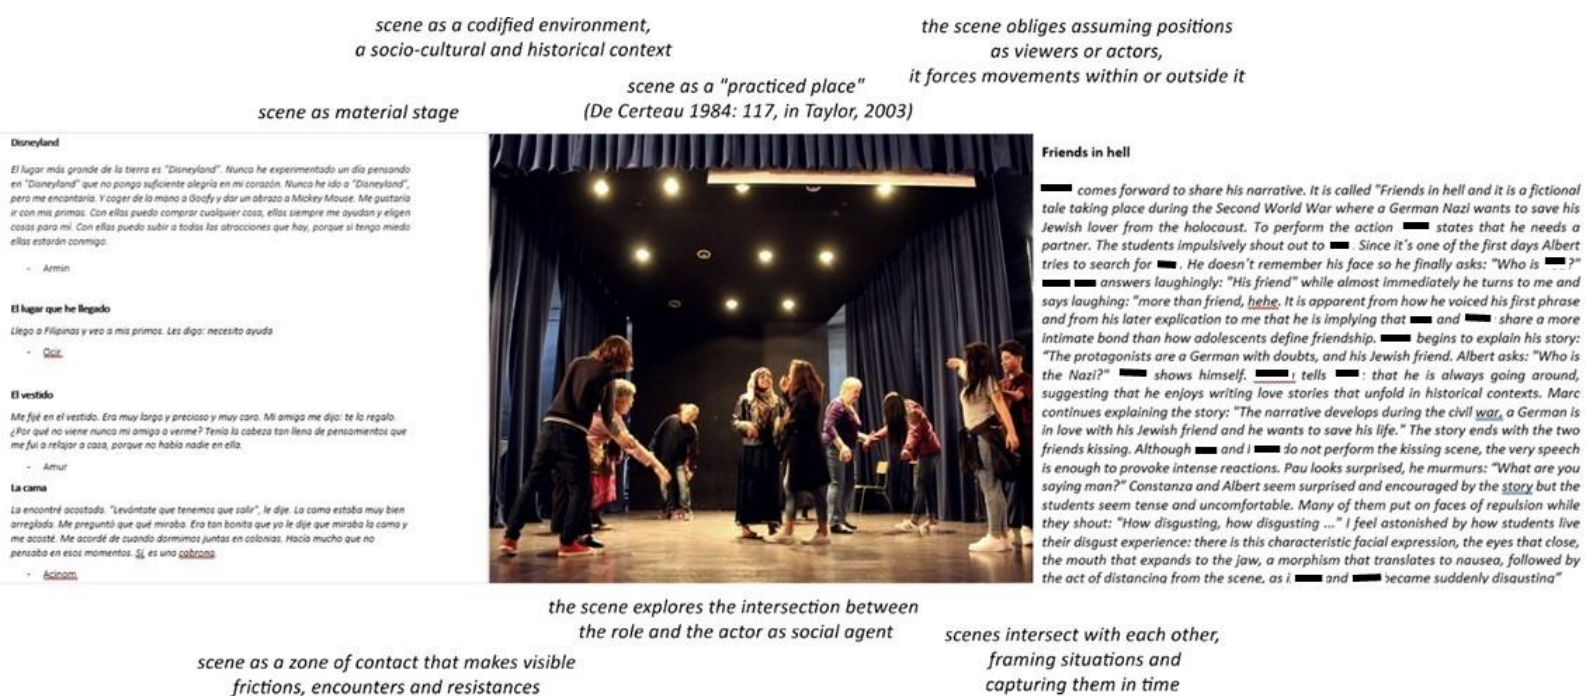 scene as a codified environment,
a socio-cultural and historical context
the scene obliges assuming positions
as viewers or actors,
it forces movements within or outside it
scene as a "practiced place"
(De Certeau 1984: 117, in Taylor, 2003)
scene as material stage
Disneyland
El lugar más grande de la tierra es "Disneyland". Nunca he experimentado un día pensando
en "Disneyland" que no ponga suficiente alegría en mi corazón. Nunca he ido a "Disneyland",
pero me encantaría. Y coger de la mano a Goofy y dar un abrazo a Mickey Mouse. Me gustaría
ir con mis primas. Con ellas puedo comprar cualquier cosa, ellas siempre me ayudan y eligen
cosas para mí. Con ellas puedo subir a todas las atracciones que hay, porque si tengo miedo
ellas estarán conmigo.
- Armin
El lugar que he llegado
Llego a Filipinas y veo a mis primos. Les digo: necesito ayuda
- Ocir
El vestido
Me fijé en el vestido. Era muy largo y precioso y muy caro. Mi amiga me dijo: te lo regalo.
¿Por qué no viene nunca mi amiga a verme? Tenía la cabeza tan llena de pensamientos que
me fui a relajar a casa, porque no había nadie en ella.
- Amur
La cama
La encontré acostada. "Levántate que tenemos que salir", le dije. La cama estaba muy bien
arreglada. Me preguntó que qué miraba. Era tan bonita que yo le dije que miraba la cama y
me acosté. Me acordé de cuando dormimos juntas en colonias. Hacía mucho que no
pensaba en esos momentos. Sí, es una cabrona.
- Acinom
Friends in hell
comes forward to share his narrative. It is called "Friends in hell and it is a fictional
tale taking place during the Second World War where a German Nazi wants to save his
Jewish lover from the holocaust. To perform the action states that he needs a
partner. The students impulsively shout out to . Since it´s one of the first days Albert
tries to search for . He doesn´t remember his face so he finally asks: "Who is ?"
answers laughingly: "His friend" while almost immediately he turns to me and
says laughing: "more than friend, hehe. It is apparent from how he voiced his first phrase
and from his later explication to me that he is implying that and share a more
intimate bond than how adolescents define friendship. begins to explain his story:
"The protagonists are a German with doubts, and his Jewish friend. Albert asks: "Who is
the Nazi?" shows himself. tells : that he is always going around,
suggesting that he enjoys writing love stories that unfold in historical contexts. Marc
continues explaining the story: "The narrative develops during the civil war, a German is
in love with his Jewish friend and he wants to save his life." The story ends with the two
friends kissing. Although and I do not perform the kissing scene, the very speech
is enough to provoke intense reactions. Pau looks surprised, he murmurs: "What are you
saying man?" Constanza and Albert seem surprised and encouraged by the story but the
students seem tense and uncomfortable. Many of them put on faces of repulsion while
they shout: "How disgusting, how disgusting ..." I feel astonished by how students live
their disgust experience: there is this characteristic facial expression, the eyes that close,
the mouth that expands to the jaw, a morphism that translates to nausea, followed by
the act of distancing from the scene, as i and became suddenly disgusting"
the scene explores the intersection between
the role and the actor as social agent
scenes intersect with each other,
framing situations and
capturing them in time
scene as a zone of contact that makes visible
frictions, encounters and resistances